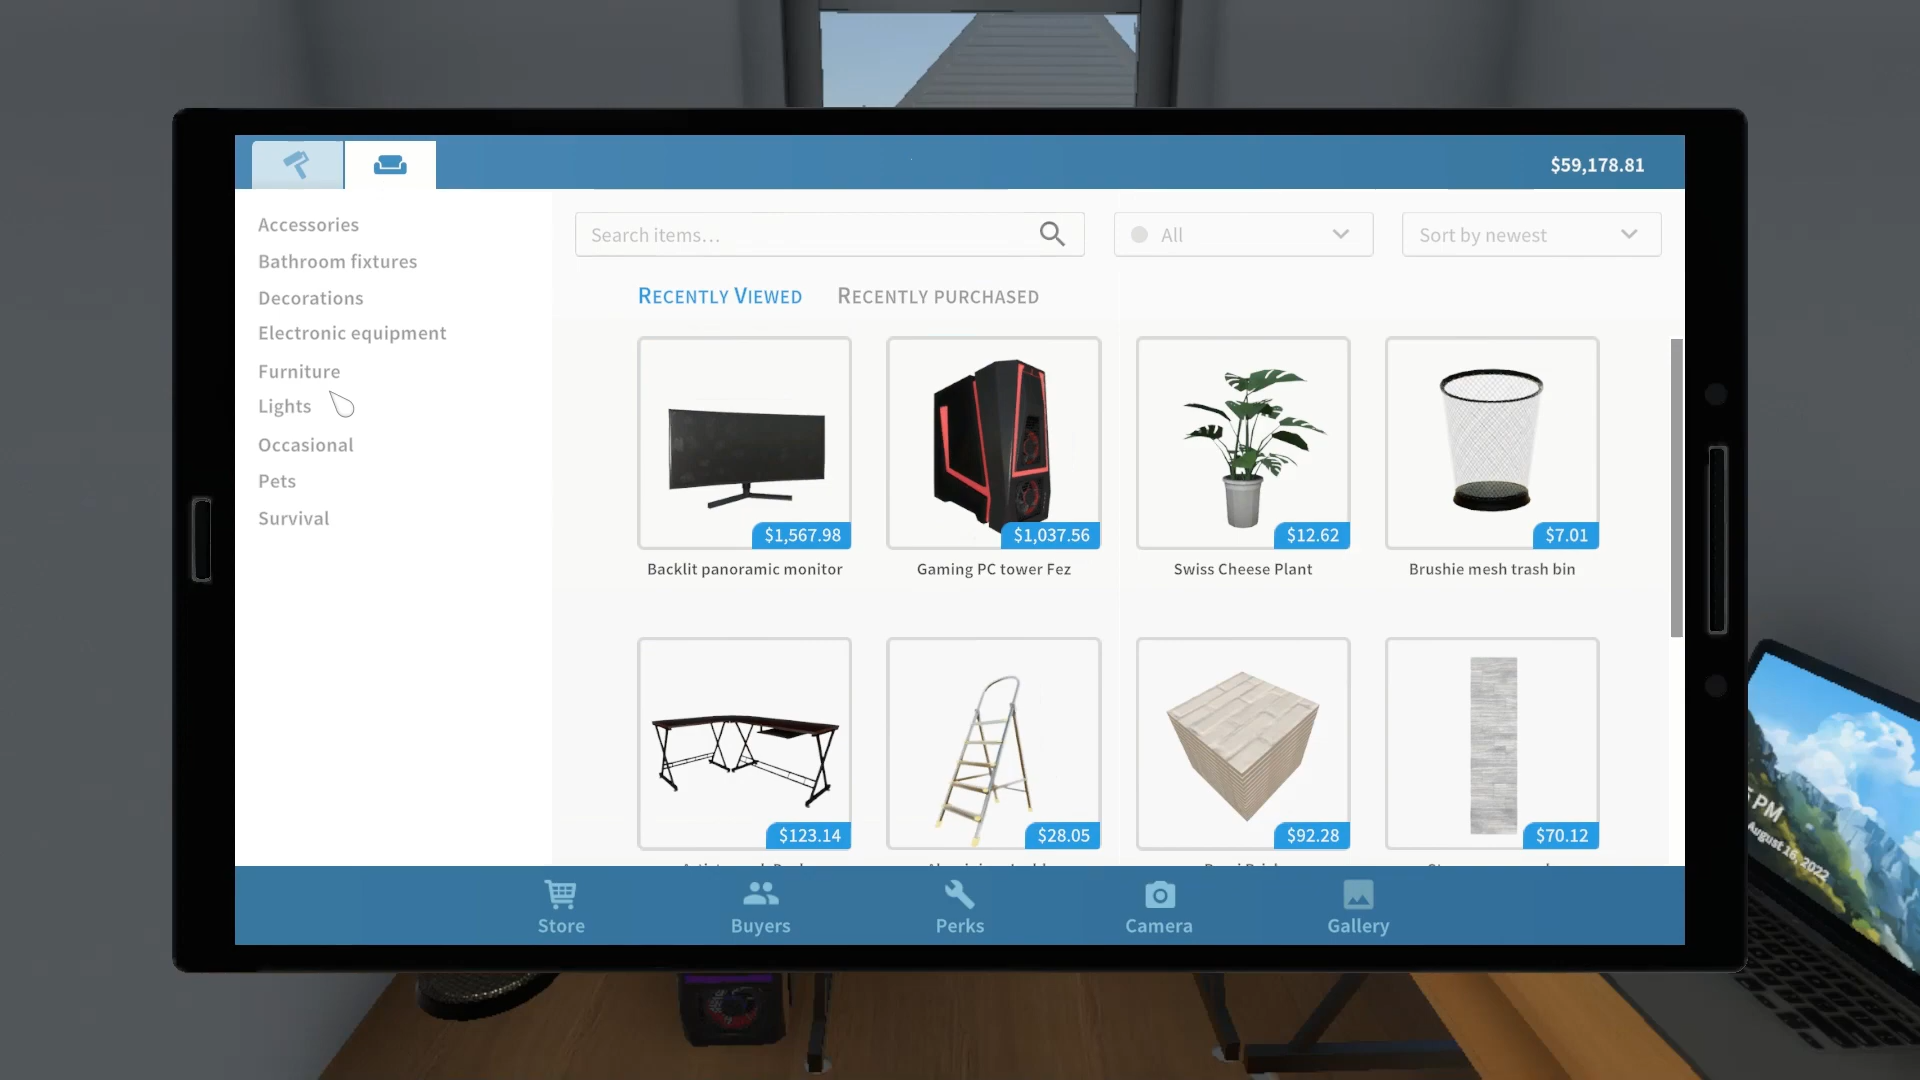 $59,178.81
Accessories
Bathroom fixtures
Decorations
Electronic equipment
Furniture
Lights
Occasional
Pets
Survival
Search items...
All
Sort by newest
RECENTLY VIEWED
RECENTLY PURCHASED
$1,567.98
$1,037.56
$12.62
$7.01
Backlit panoramic monitor
Gaming PC tower Fez
Swiss Cheese Plant
Brushie mesh trash bin
$123.14
$28.05
$92.28
$70.12
PM
August 16, 2022
Store
Buyers
Perks
Camera
Gallery